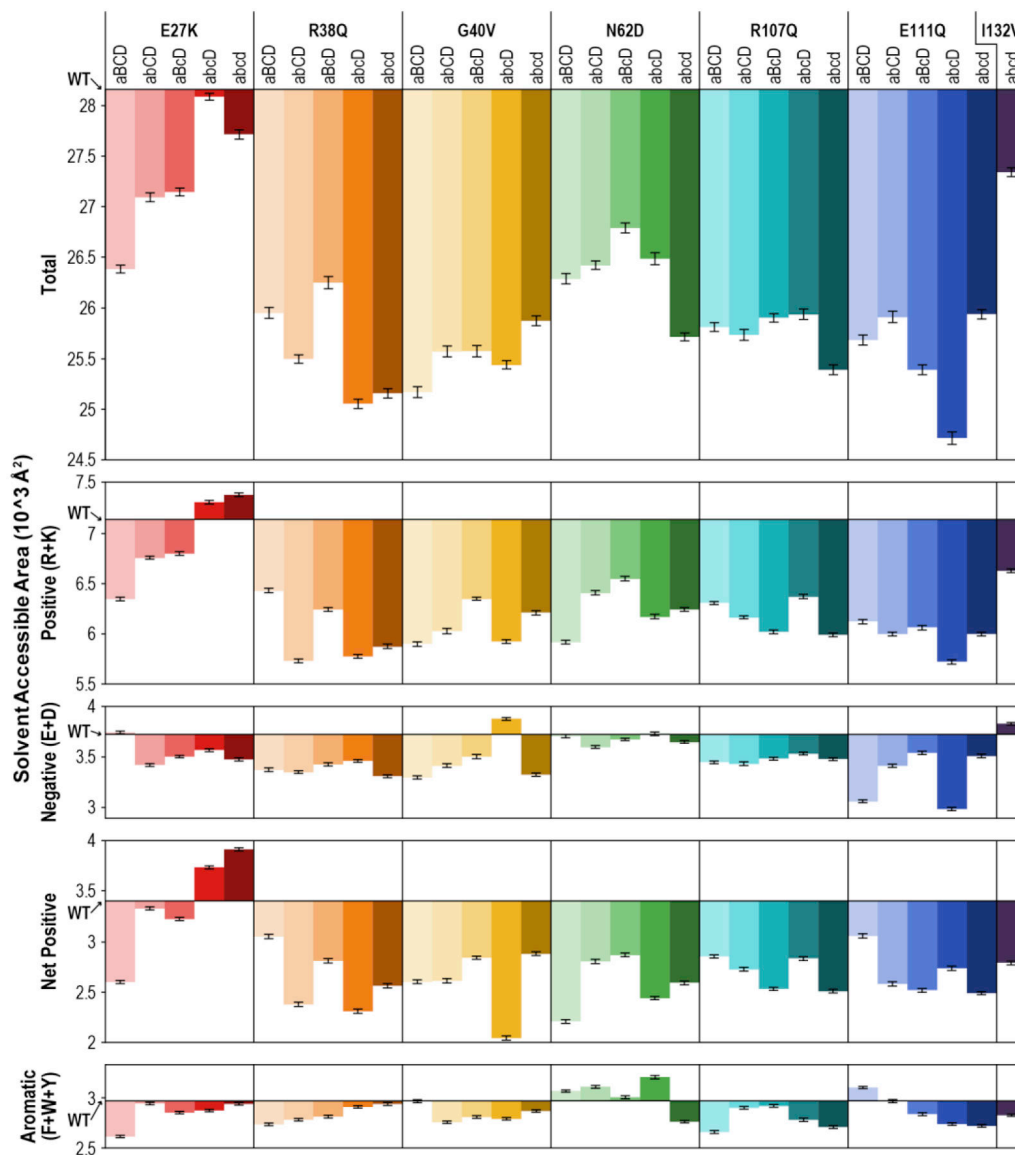 E27K R38Q G40V N62D R107Q E111Q I132V
WT aBCD abCD aBcD abcD abcd aBCD abCD aBcD abcD abcd aBCD abCD aBcD abcD abcd aBCD abCD aBcD abcD abcd aBCD abCD aBcD abcD abcd aBCD abCD aBcD abcD abcd abcd
Solvent Accessible Area (10^3 Å²)
Total
28
27.5
27
26.5
26
25.5
25
24.5
Positive (R+K)
7.5
WT
7
6.5
6
5.5
Negative (E+D)
4
WT
3.5
3
Net Positive
4
3.5
WT
3
2.5
2
Aromatic
(F+W+Y)
3
WT
2.5